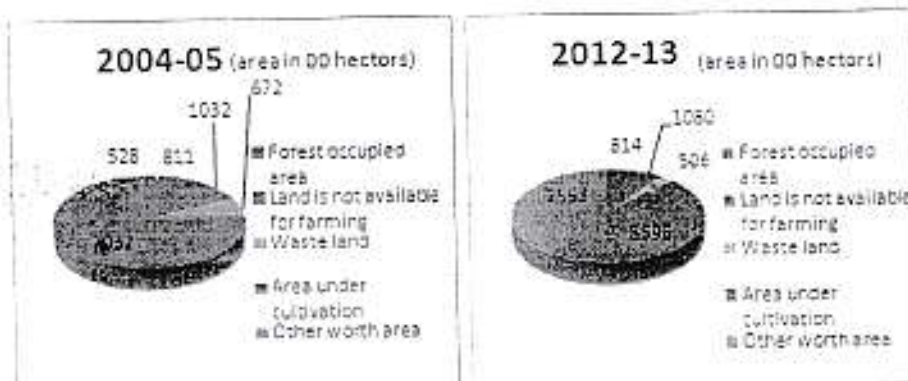 2004-05 (area in 00 hectors)
672
1032
528 811
Forest occupied
area
Land is not available
for farming
Waste land
Area under
cultivation
Other worth area
2012-13 (area in 00 hectors)
1080
814
506
Forest occupied
area
Land is not available
for farming
Waste land
Area under
cultivation
Other worth area